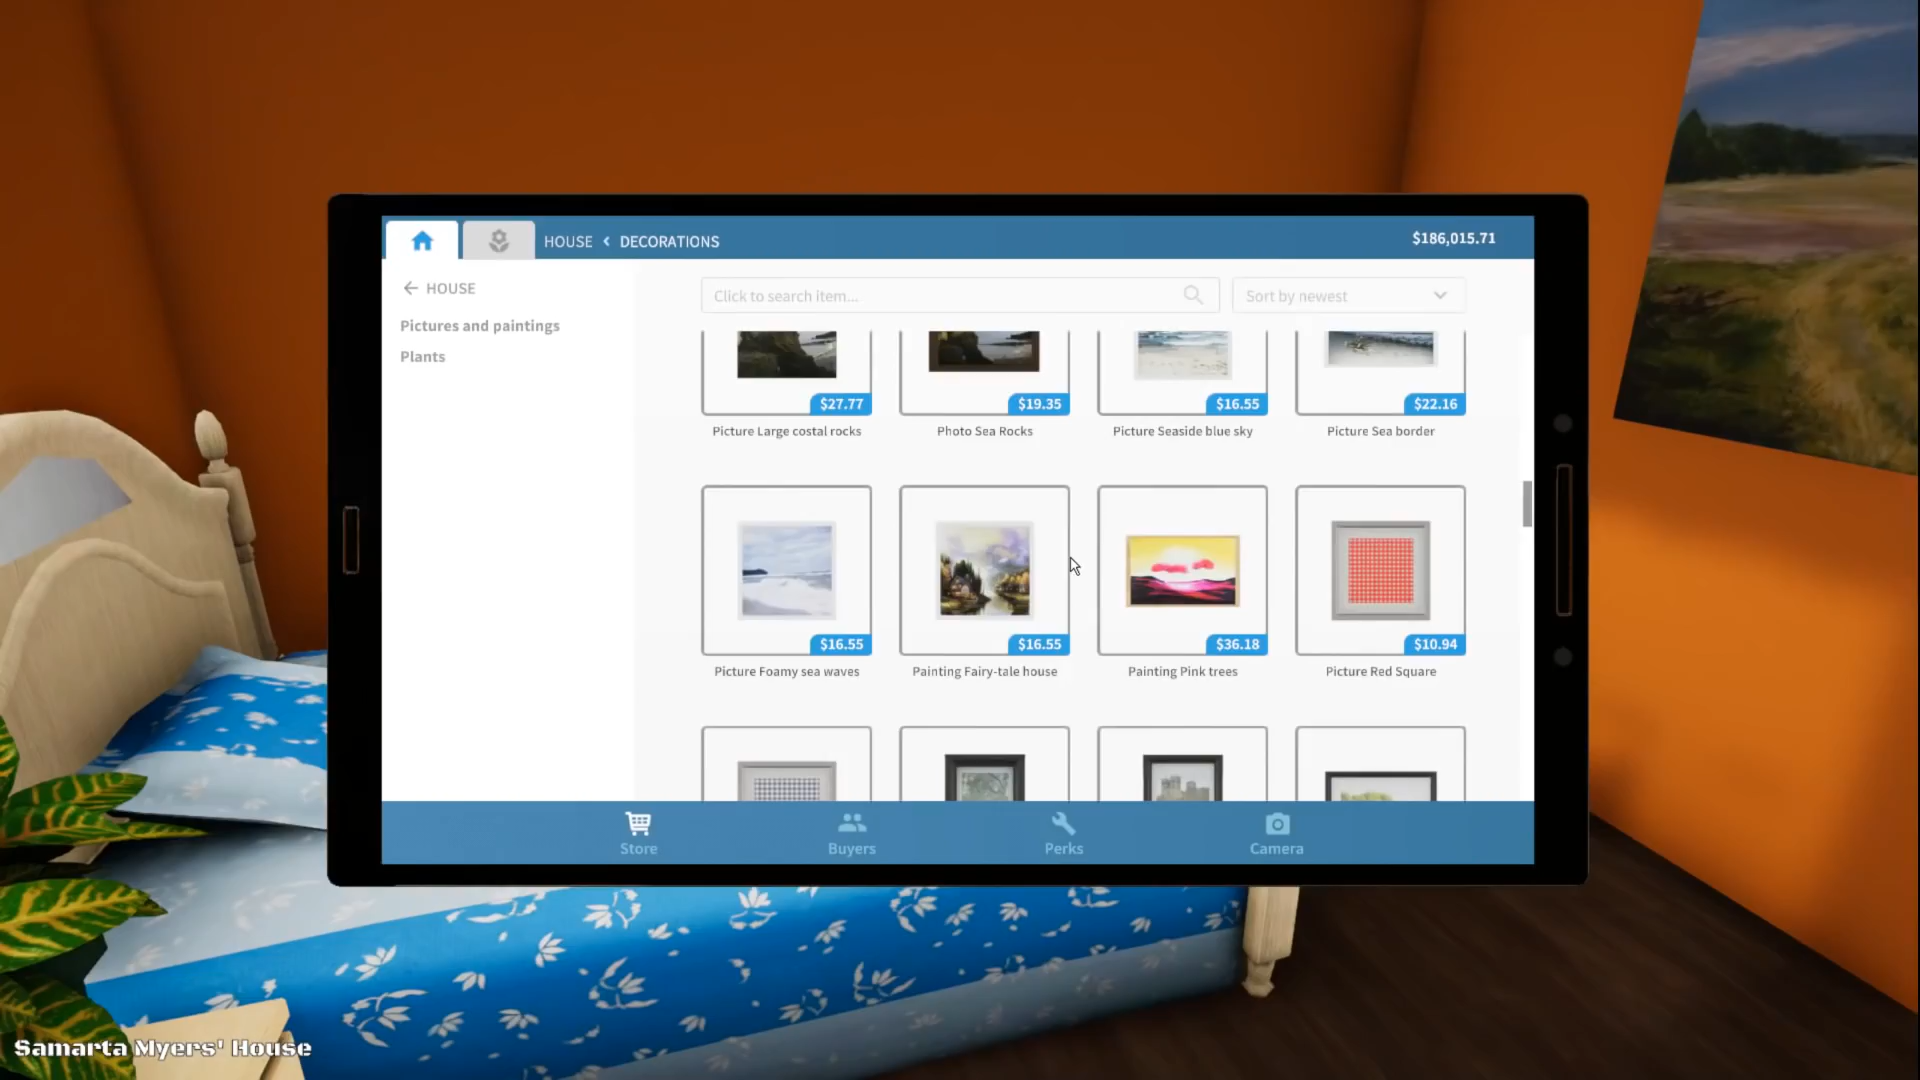 HOUSE < DECORATIONS
$186,015.71
HOUSE
Pictures and paintings
Plants
Click to search item...
Sort by newest
$27.77
$19.35
$16.55
$22.16
Picture Large costal rocks
Photo Sea Rocks
Picture Seaside blue sky
Picture Sea border
$16.55
$16.55
$36.18
$10.94
Picture Foamy sea waves
Painting Fairy-tale house
Painting Pink trees
Picture Red Square
Store
Buyers
Perks
Camera
Samarta Myers' House